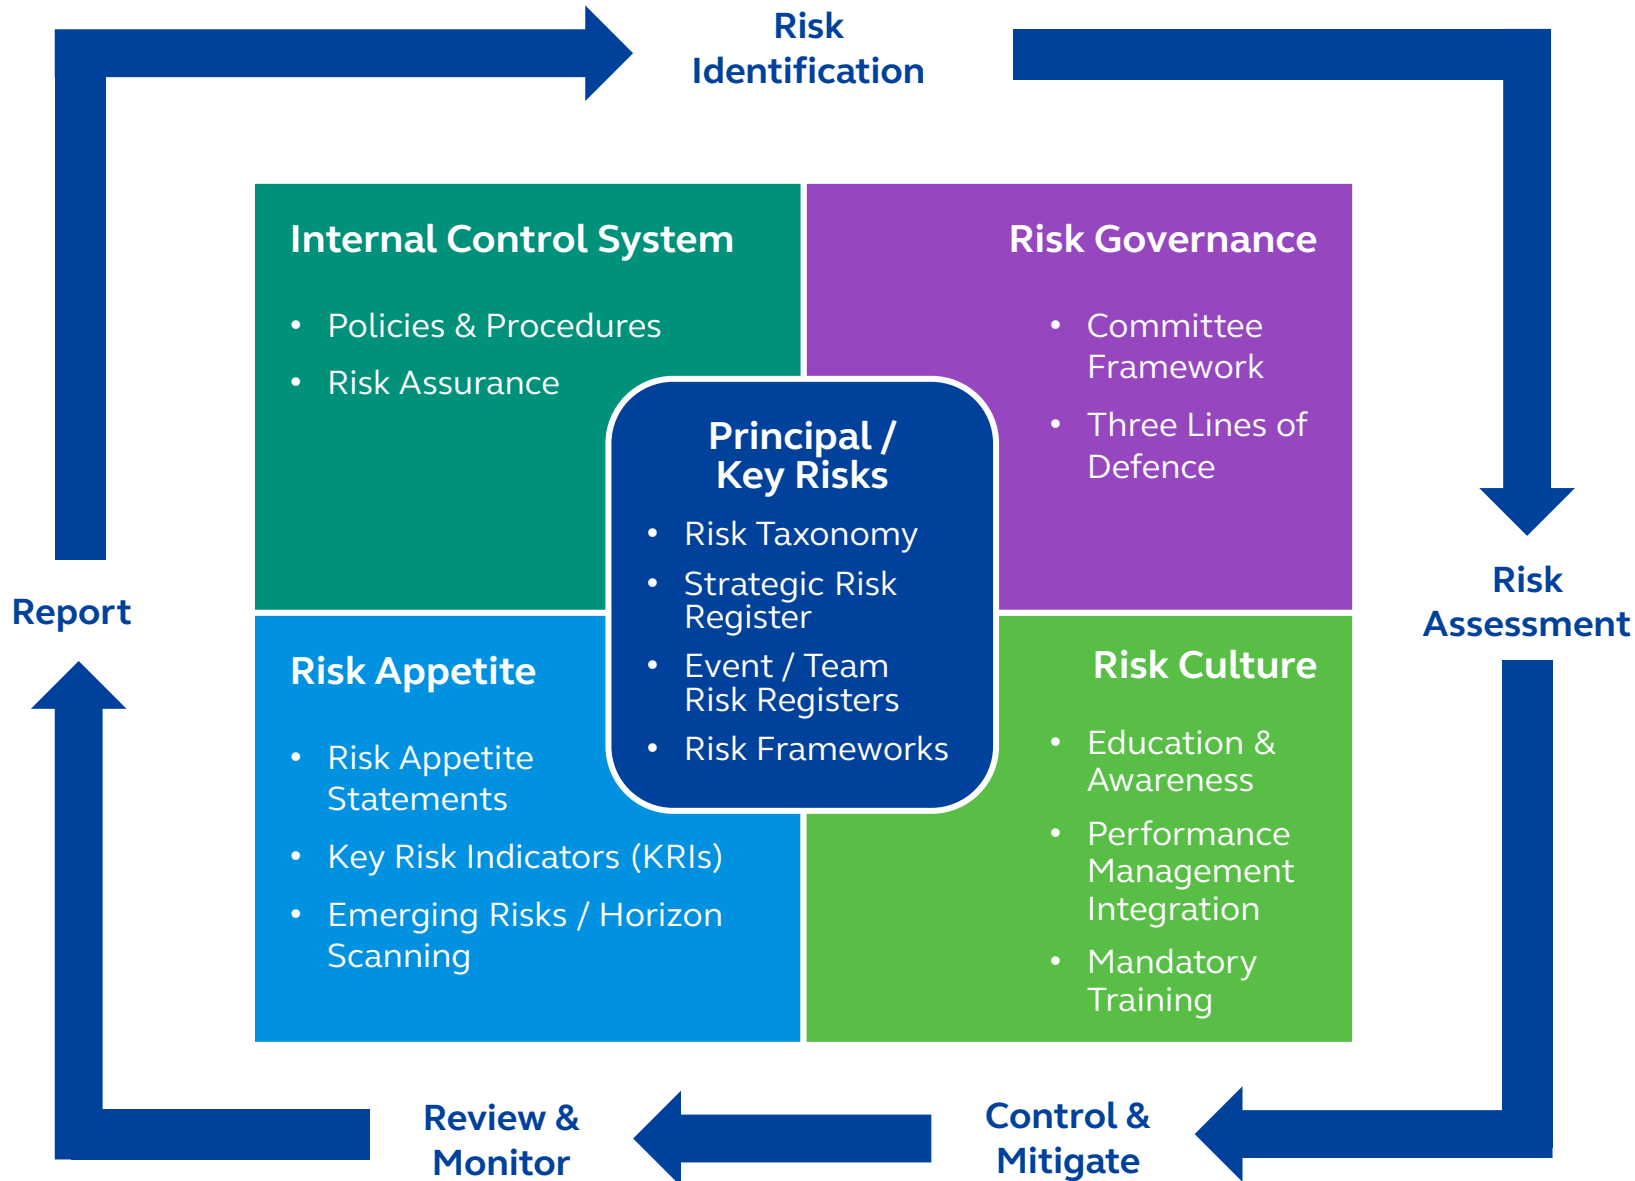 Risk
Identification
Internal Control System
• Policies & Procedures
• Risk Assurance
Risk Governance
• Committee
Framework
• Three Lines of
Defence
Principal /
Key Risks
• Risk Taxonomy
• Strategic Risk
Register
• Event / Team
Risk Registers
• Risk Frameworks
Report
Risk
Assessment
Risk Appetite
• Risk Appetite
Statements
• Key Risk Indicators (KRIs)
• Emerging Risks / Horizon
Scanning
Risk Culture
• Education &
Awareness
• Performance
Management
Integration
• Mandatory
Training
Review &
Monitor
Control &
Mitigate